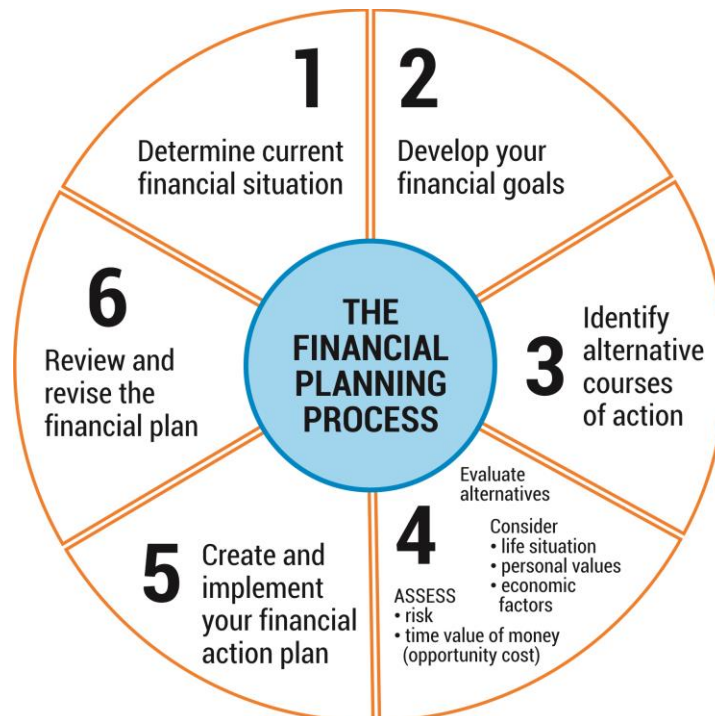 THE
FINANCIAL
PLANNING
PROCESS
1
Determine current
financial situation
2
Develop your
financial goals
3
Identify
alternative
courses
of action
4
Evaluate
alternatives
Consider
• life situation
• personal values
• economic
factors
ASSESS
• risk
• time value of money
(opportunity cost)
5
Create and
implement
your financial
action plan
6
Review and
revise the
financial plan